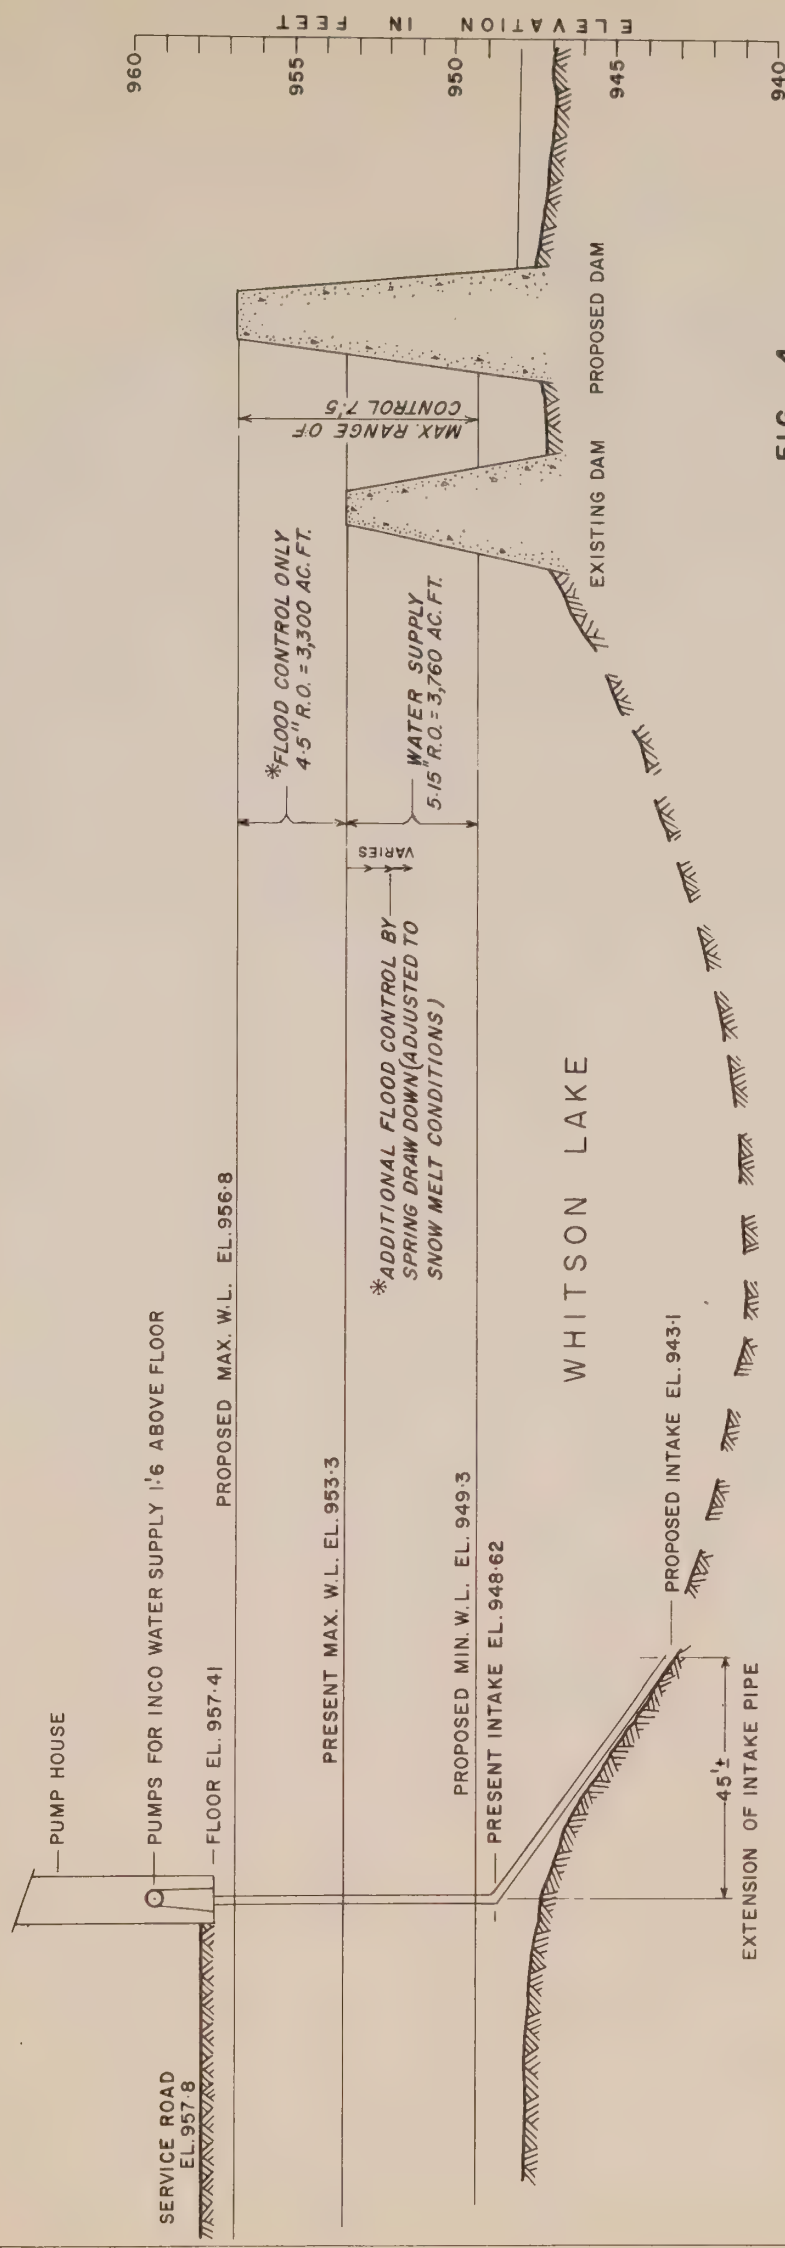 PUMP HOUSE
PUMPS FOR INCO WATER SUPPLY 1'·6 ABOVE FLOOR
FLOOR EL. 957·41
SERVICE ROAD
EL. 957·8
PROPOSED MAX. W.L. EL. 956·8
PRESENT MAX. W.L. EL. 953·3
PROPOSED MIN. W.L. EL. 949·3
PRESENT INTAKE EL. 948·62
PROPOSED INTAKE EL. 943·1
45'±
EXTENSION OF INTAKE PIPE
WHITSON LAKE
*ADDITIONAL FLOOD CONTROL BY
SPRING DRAW DOWN (ADJUSTED TO
SNOW MELT CONDITIONS)
VARIES
*FLOOD CONTROL ONLY
4·5" R.O. = 3,300 AC. FT.
WATER SUPPLY
5·15" R.O. = 3,760 AC. FT.
MAX. RANGE OF
CONTROL 7'.5
EXISTING DAM
PROPOSED DAM
960
955
950
945
940
ELEVATION IN FEET